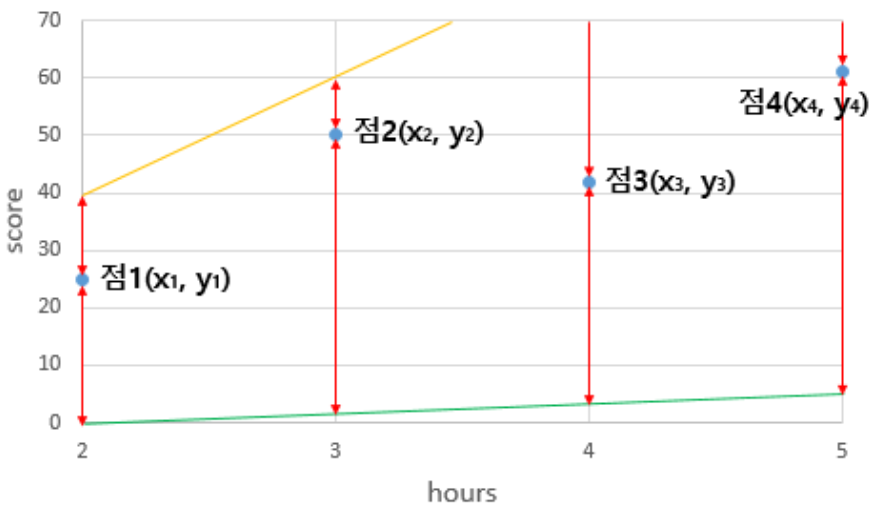 70
60
점4(x₄, y₄)
50
점2(x₂, y₂)
40
점3(x₃, y₃)
score
30
점1(x₁, y₁)
20
10
0
2 3 4 5
hours